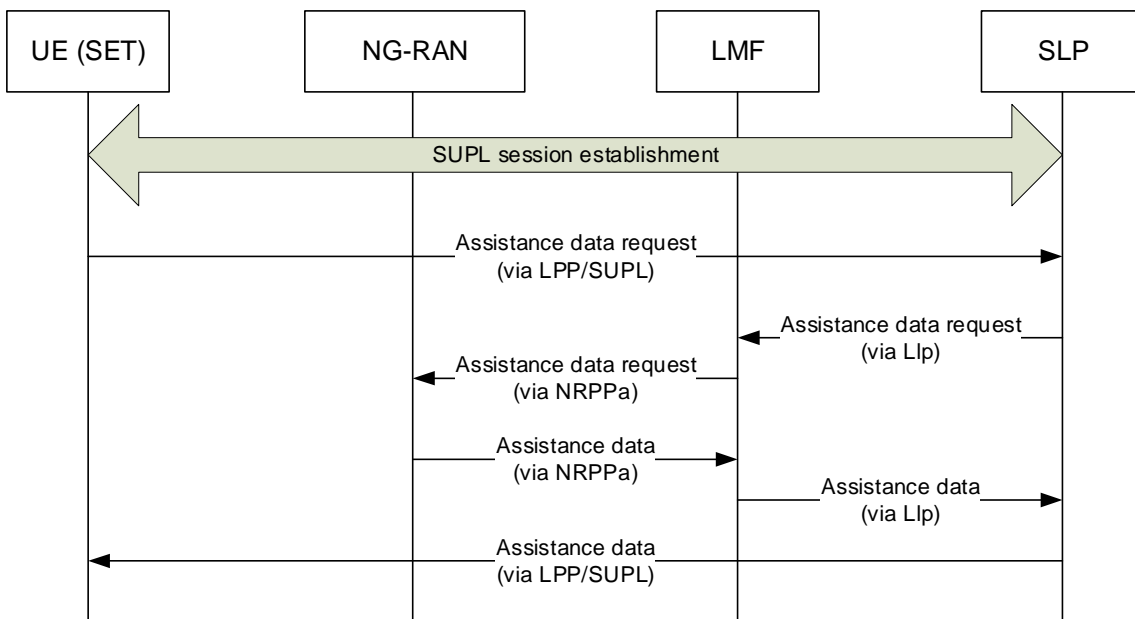 UE (SET)
NG-RAN
LMF
SLP
SUPL session establishment
Assistance data request
(via LPP/SUPL)
Assistance data request
(via Llp)
Assistance data request
(via NRPPa)
Assistance data
(via NRPPa)
Assistance data
(via Llp)
Assistance data
(via LPP/SUPL)